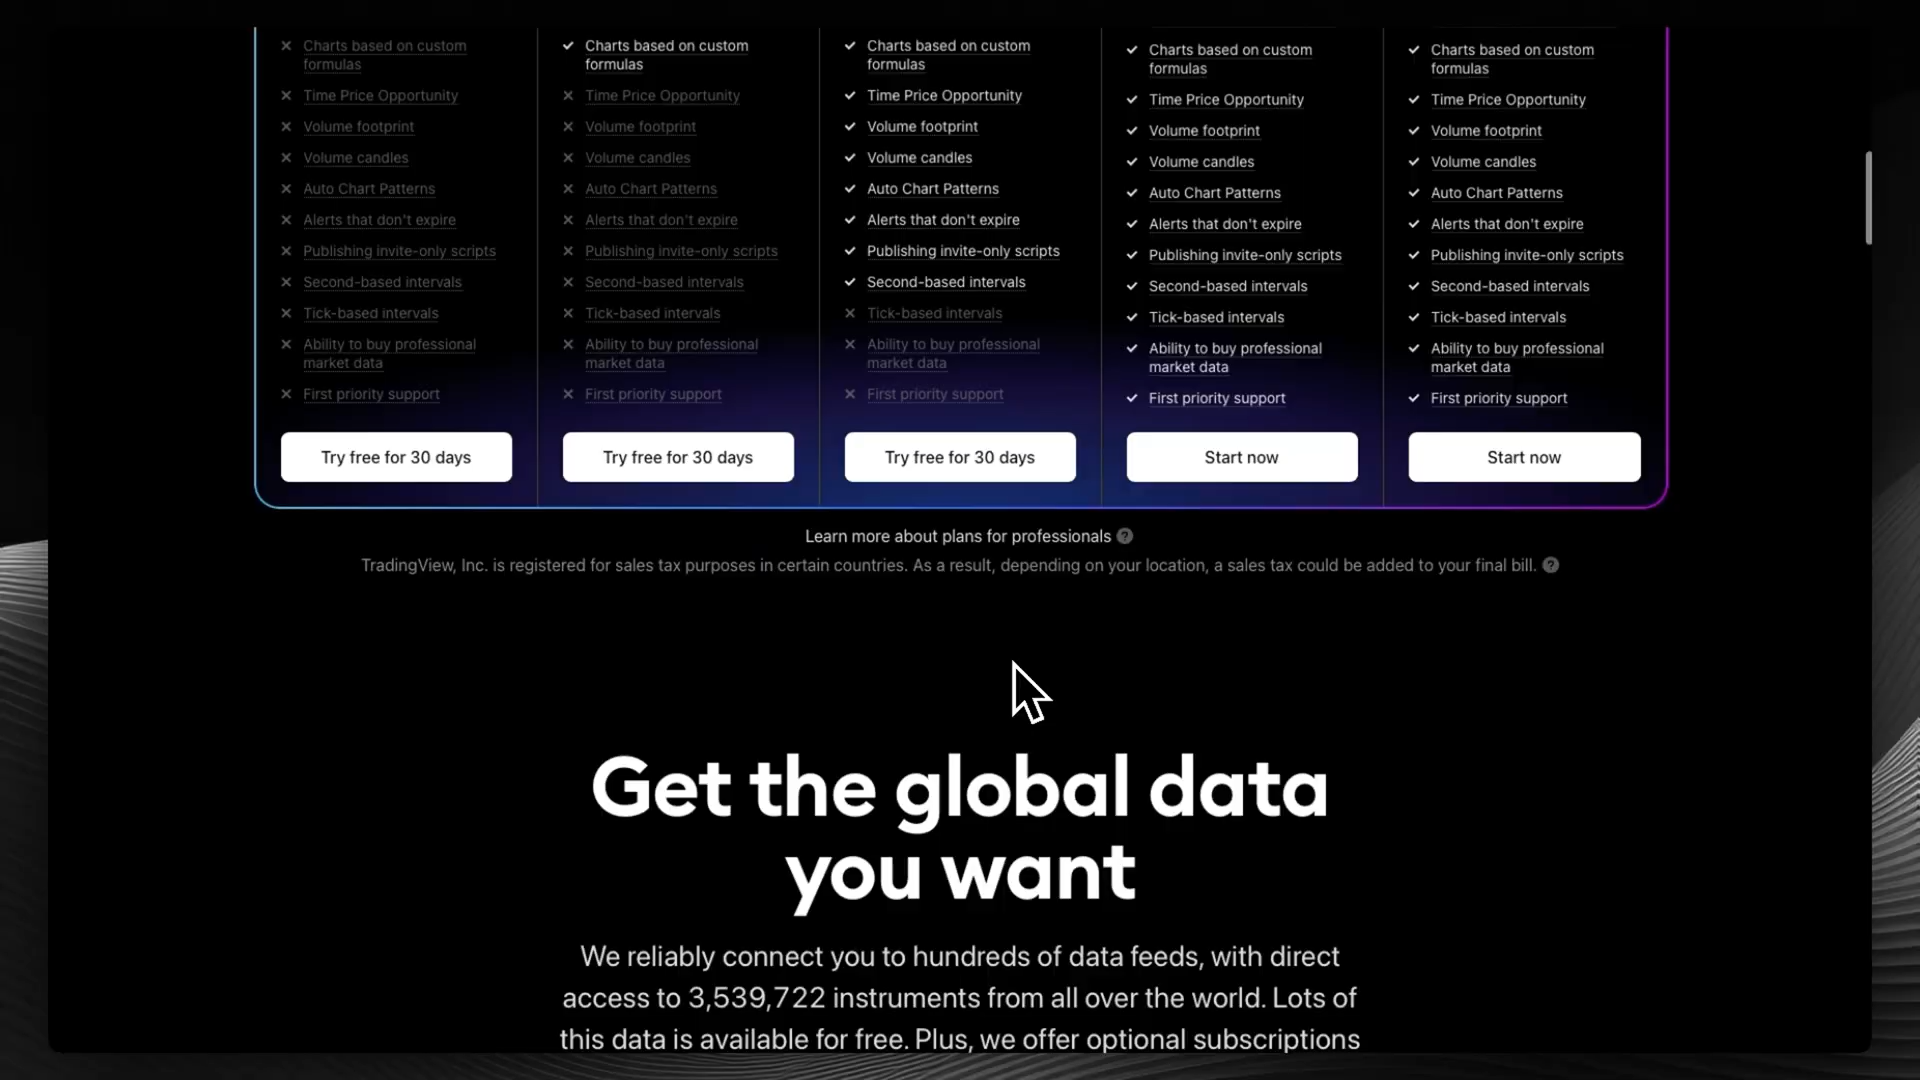 Charts based on custom
formulas
Time Price Opportunity
Volume footprint
Volume candles
Auto Chart Patterns
Alerts that don't expire
Publishing invite-only scripts
Second-based intervals
Tick-based intervals
Ability to buy professional
market data
First priority support
Try free for 30 days
Charts based on custom
formulas
Time Price Opportunity
Volume footprint
Volume candles
Auto Chart Patterns
Alerts that don't expire
Publishing invite-only scripts
Second-based intervals
Tick-based intervals
Ability to buy professional
market data
First priority support
Try free for 30 days
Charts based on custom
formulas
Time Price Opportunity
Volume footprint
Volume candles
Auto Chart Patterns
Alerts that don't expire
Publishing invite-only scripts
Second-based intervals
Tick-based intervals
Ability to buy professional
market data
First priority support
Try free for 30 days
Charts based on custom
formulas
Time Price Opportunity
Volume footprint
Volume candles
Auto Chart Patterns
Alerts that don't expire
Publishing invite-only scripts
Second-based intervals
Tick-based intervals
Ability to buy professional
market data
First priority support
Start now
Charts based on custom
formulas
Time Price Opportunity
Volume footprint
Volume candles
Auto Chart Patterns
Alerts that don't expire
Publishing invite-only scripts
Second-based intervals
Tick-based intervals
Ability to buy professional
market data
First priority support
Start now
Learn more about plans for professionals ?
TradingView, Inc. is registered for sales tax purposes in certain countries. As a result, depending on your location, a sales tax could be added to your final bill. ?
Get the global data
you want
We reliably connect you to hundreds of data feeds, with direct
access to 3,539,722 instruments from all over the world. Lots of
this data is available for free. Plus, we offer optional subscriptions